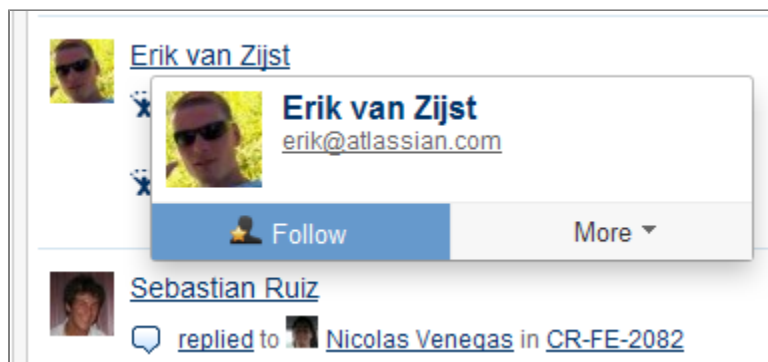 Erik van Zijst
Erik van Zijst
erik@atlassian.com
Follow More
Sebastian Ruiz
replied to Nicolas Venegas in CR-FE-2082